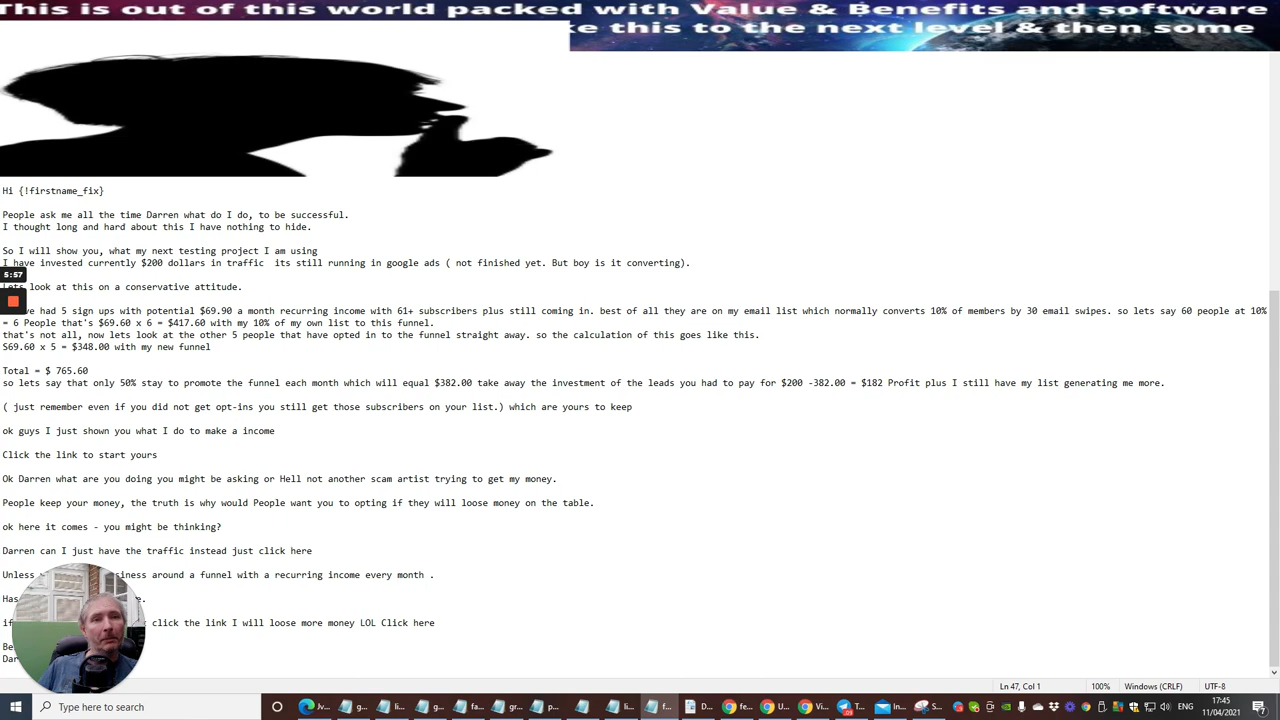 This is out of this world packed with Value & Benefits and software
ke this to the next level & then some
Hi {!firstname_fix}
People ask me all the time Darren what do I do, to be successful.
I thought long and hard about this I have nothing to hide.
So I will show you, what my next testing project I am using
I have invested currently $200 dollars in traffic  its still running in google ads ( not finished yet. But boy is it converting).
5:57
Lets look at this on a conservative attitude.
ve had 5 sign ups with potential $69.90 a month recurring income with 61+ subscribers plus still coming in. best of all they are on my email list which normally converts 10% of members by 30 email swipes. so lets say 60 people at 10%
= 6 People that's $69.60 x 6 = $417.60 with my 10% of my own list to this funnel.
that's not all, now lets look at the other 5 people that have opted in to the funnel straight away. so the calculation of this goes like this.
$69.60 x 5 = $348.00 with my new funnel
Total = $ 765.60
so lets say that only 50% stay to promote the funnel each month which will equal $382.00 take away the investment of the leads you had to pay for $200 -382.00 = $182 Profit plus I still have my list generating me more.
( just remember even if you did not get opt-ins you still get those subscribers on your list.) which are yours to keep
ok guys I just shown you what I do to make a income
Click the link to start yours
Ok Darren what are you doing you might be asking or Hell not another scam artist trying to get my money.
People keep your money, the truth is why would People want you to opting if they will loose money on the table.
ok here it comes - you might be thinking?
Darren can I just have the traffic instead just click here
Unless siness around a funnel with a recurring income every month .
Has e.
if click the link I will loose more money LOL Click here
Be
Dar
Ln 47, Col 1 100% Windows (CRLF) UTF-8
Type here to search Jv... g... li... g... fa... gr... p... li... f... D... fe... U... Vi... T... In... S... ENG 17:45
11/04/2021